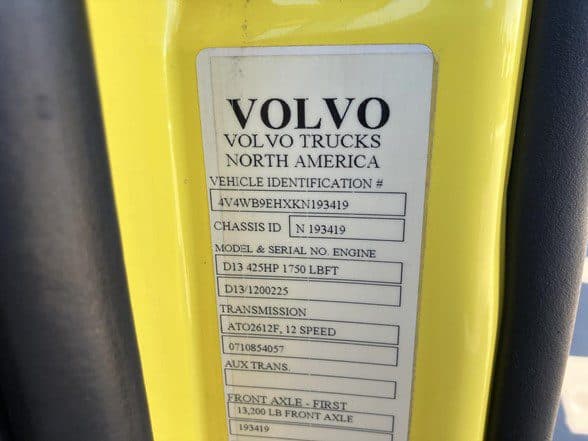 VOLVO
VOLVO TRUCKS
NORTH AMERICA
VEHICLE IDENTIFICATION #
4V4WB9EHXKN193419
CHASSIS ID N 193419
MODEL & SERIAL NO. ENGINE
D13 425HP 1750 LBFT
D13/1200225
TRANSMISSION
ATO2612F, 12 SPEED
0710854057
AUX TRANS.
FRONT AXLE - FIRST
13,200 LB FRONT AXLE
193419